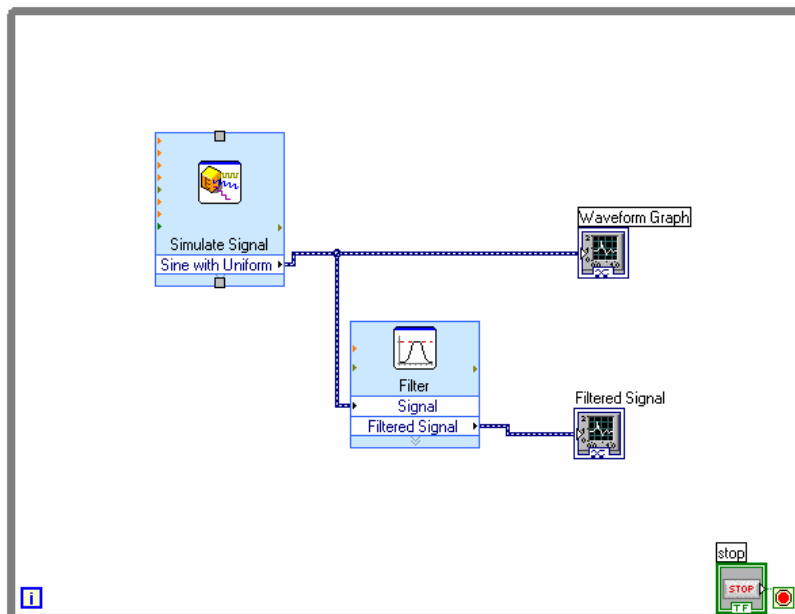 Simulate Signal
Sine with Uniform
Waveform Graph
Filter
Signal
Filtered Signal
Filtered Signal
stop
STOP
TF
i